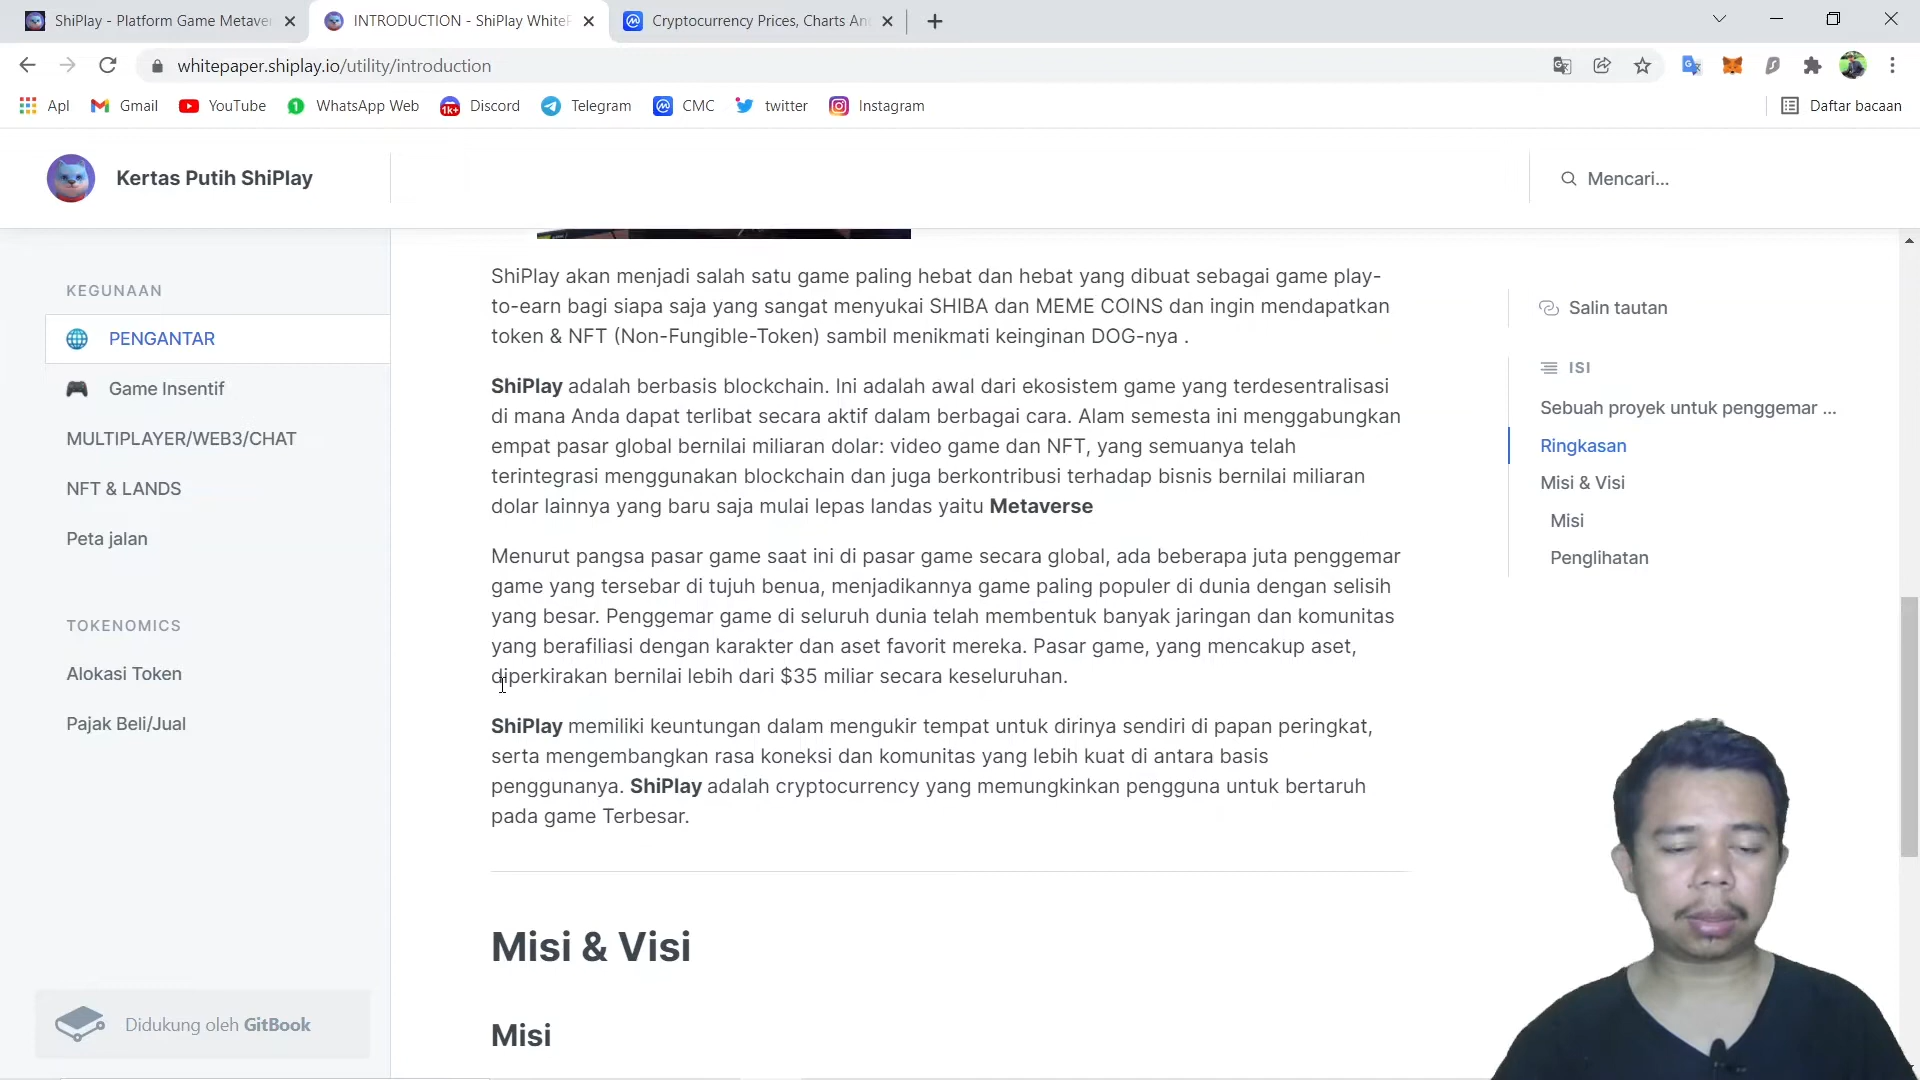 ShiPlay - Platform Game Metave
INTRODUCTION - ShiPlay WhiteP
Cryptocurrency Prices, Charts An
whitepaper.shiplay.io/utility/introduction
Apl
Gmail
YouTube
WhatsApp Web
Discord
Telegram
CMC
twitter
Instagram
Daftar bacaan
Kertas Putih ShiPlay
Mencari...
KEGUNAAN
PENGANTAR
Game Insentif
MULTIPLAYER/WEB3/CHAT
NFT & LANDS
Peta jalan
TOKENOMICS
Alokasi Token
Pajak Beli/Jual
Didukung oleh GitBook
ShiPlay akan menjadi salah satu game paling hebat dan hebat yang dibuat sebagai game play-
to-earn bagi siapa saja yang sangat menyukai SHIBA dan MEME COINS dan ingin mendapatkan
token & NFT (Non-Fungible-Token) sambil menikmati keinginan DOG-nya .
ShiPlay adalah berbasis blockchain. Ini adalah awal dari ekosistem game yang terdesentralisasi
di mana Anda dapat terlibat secara aktif dalam berbagai cara. Alam semesta ini menggabungkan
empat pasar global bernilai miliaran dolar: video game dan NFT, yang semuanya telah
terintegrasi menggunakan blockchain dan juga berkontribusi terhadap bisnis bernilai miliaran
dolar lainnya yang baru saja mulai lepas landas yaitu Metaverse
Menurut pangsa pasar game saat ini di pasar game secara global, ada beberapa juta penggemar
game yang tersebar di tujuh benua, menjadikannya game paling populer di dunia dengan selisih
yang besar. Penggemar game di seluruh dunia telah membentuk banyak jaringan dan komunitas
yang berafiliasi dengan karakter dan aset favorit mereka. Pasar game, yang mencakup aset,
diperkirakan bernilai lebih dari $35 miliar secara keseluruhan.
ShiPlay memiliki keuntungan dalam mengukir tempat untuk dirinya sendiri di papan peringkat,
serta mengembangkan rasa koneksi dan komunitas yang lebih kuat di antara basis
penggunanya. ShiPlay adalah cryptocurrency yang memungkinkan pengguna untuk bertaruh
pada game Terbesar.
Misi & Visi
Misi
Salin tautan
ISI
Sebuah proyek untuk penggemar ...
Ringkasan
Misi & Visi
Misi
Penglihatan